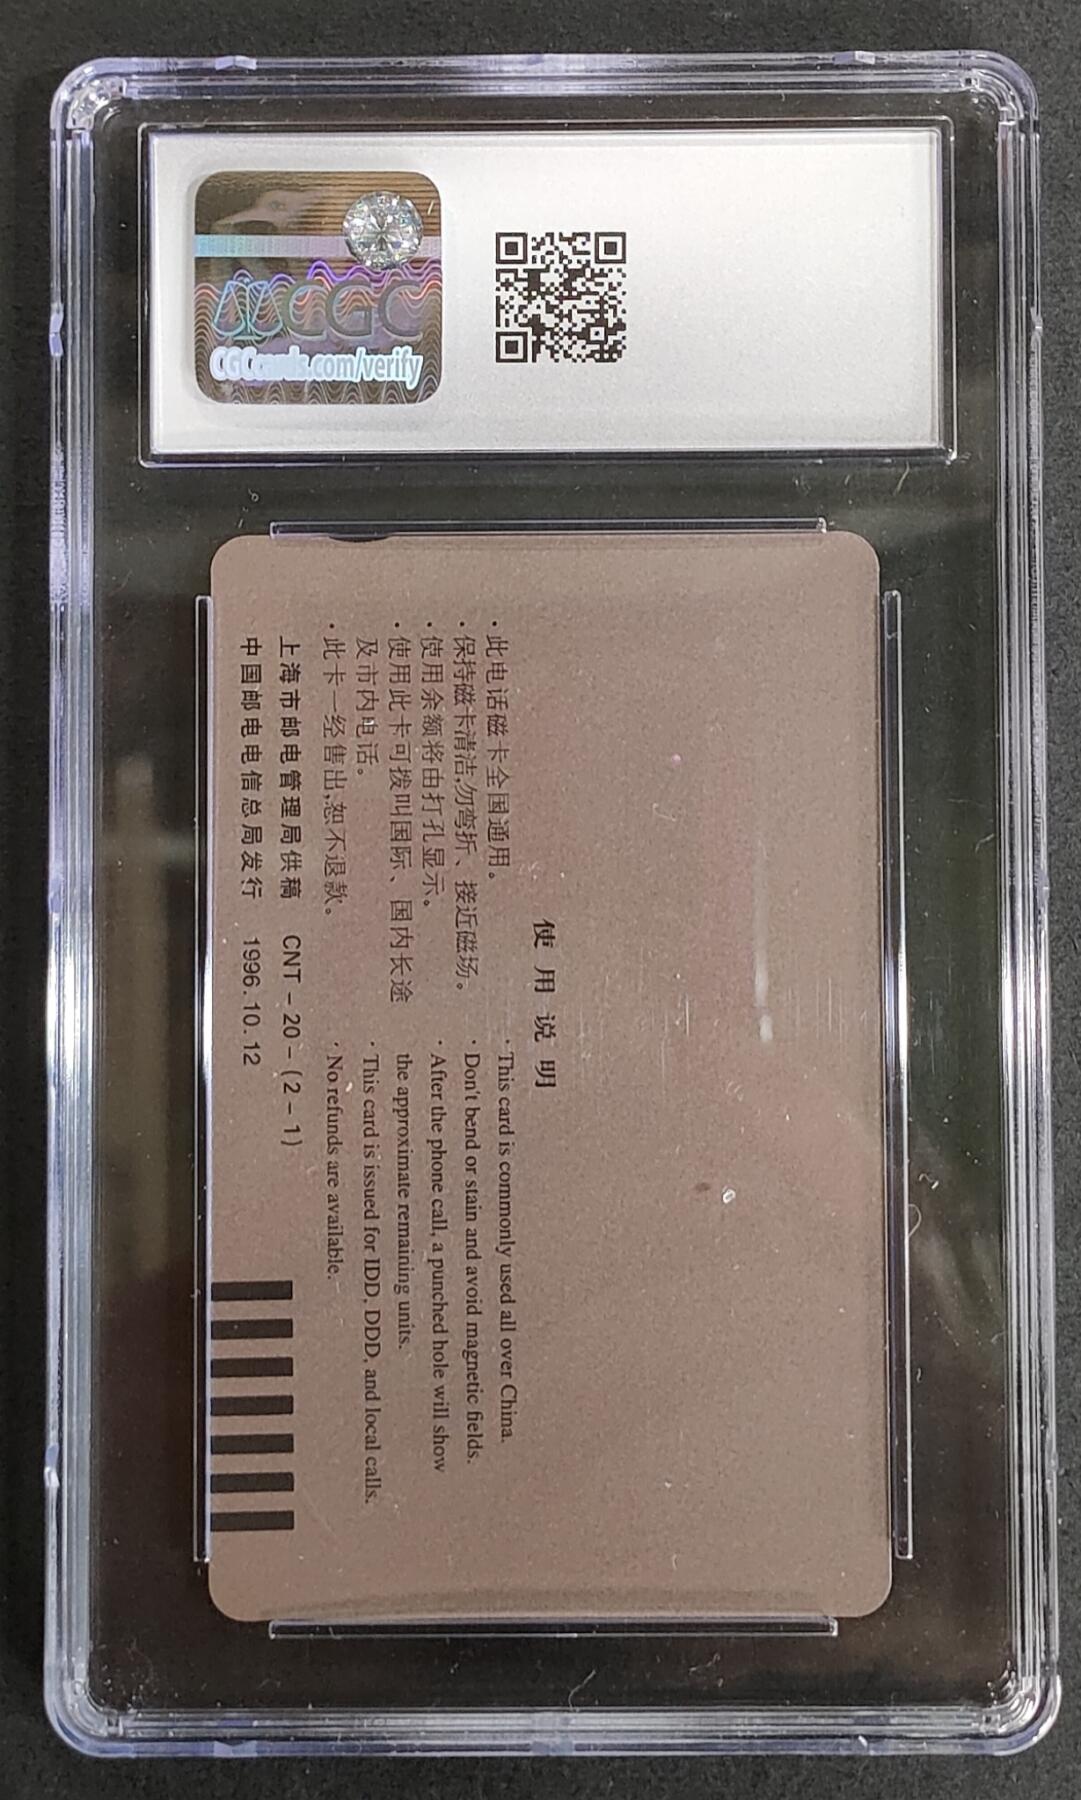 CGC
CGCcards.com/verify
使用说明
·此电话磁卡全国通用。
·保持磁卡清洁,勿弯折、接近磁场。
·使用余额将由打孔显示。
·使用此卡可拨叫国际、国内长途
及市内电话。
·此卡一经售出,恕不退款。
·This card is commonly used all over China.
·Don't bend or stain and avoid magnetic fields.
·After the phone call, a punched hole will show
the approximate remaining units.
·This card is issued for IDD, DDD, and local calls.
·No refunds are available.
上海市邮电管理局供稿 CNT-20-(2-1)
中国邮电电信总局发行 1996.10.12